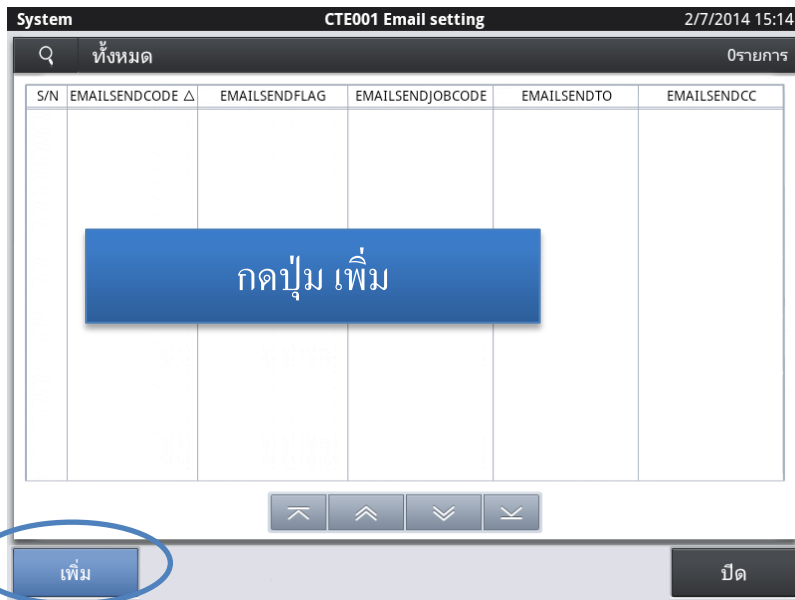 System CTE001 Email setting 2/7/2014 15:14
ทั้งหมด 0รายการ
S/N EMAILSENDCODE △ EMAILSENDFLAG EMAILSENDJOBCODE EMAILSENDTO EMAILSENDCC
กดปุ่ม เพิ่ม
เพิ่ม ปิด